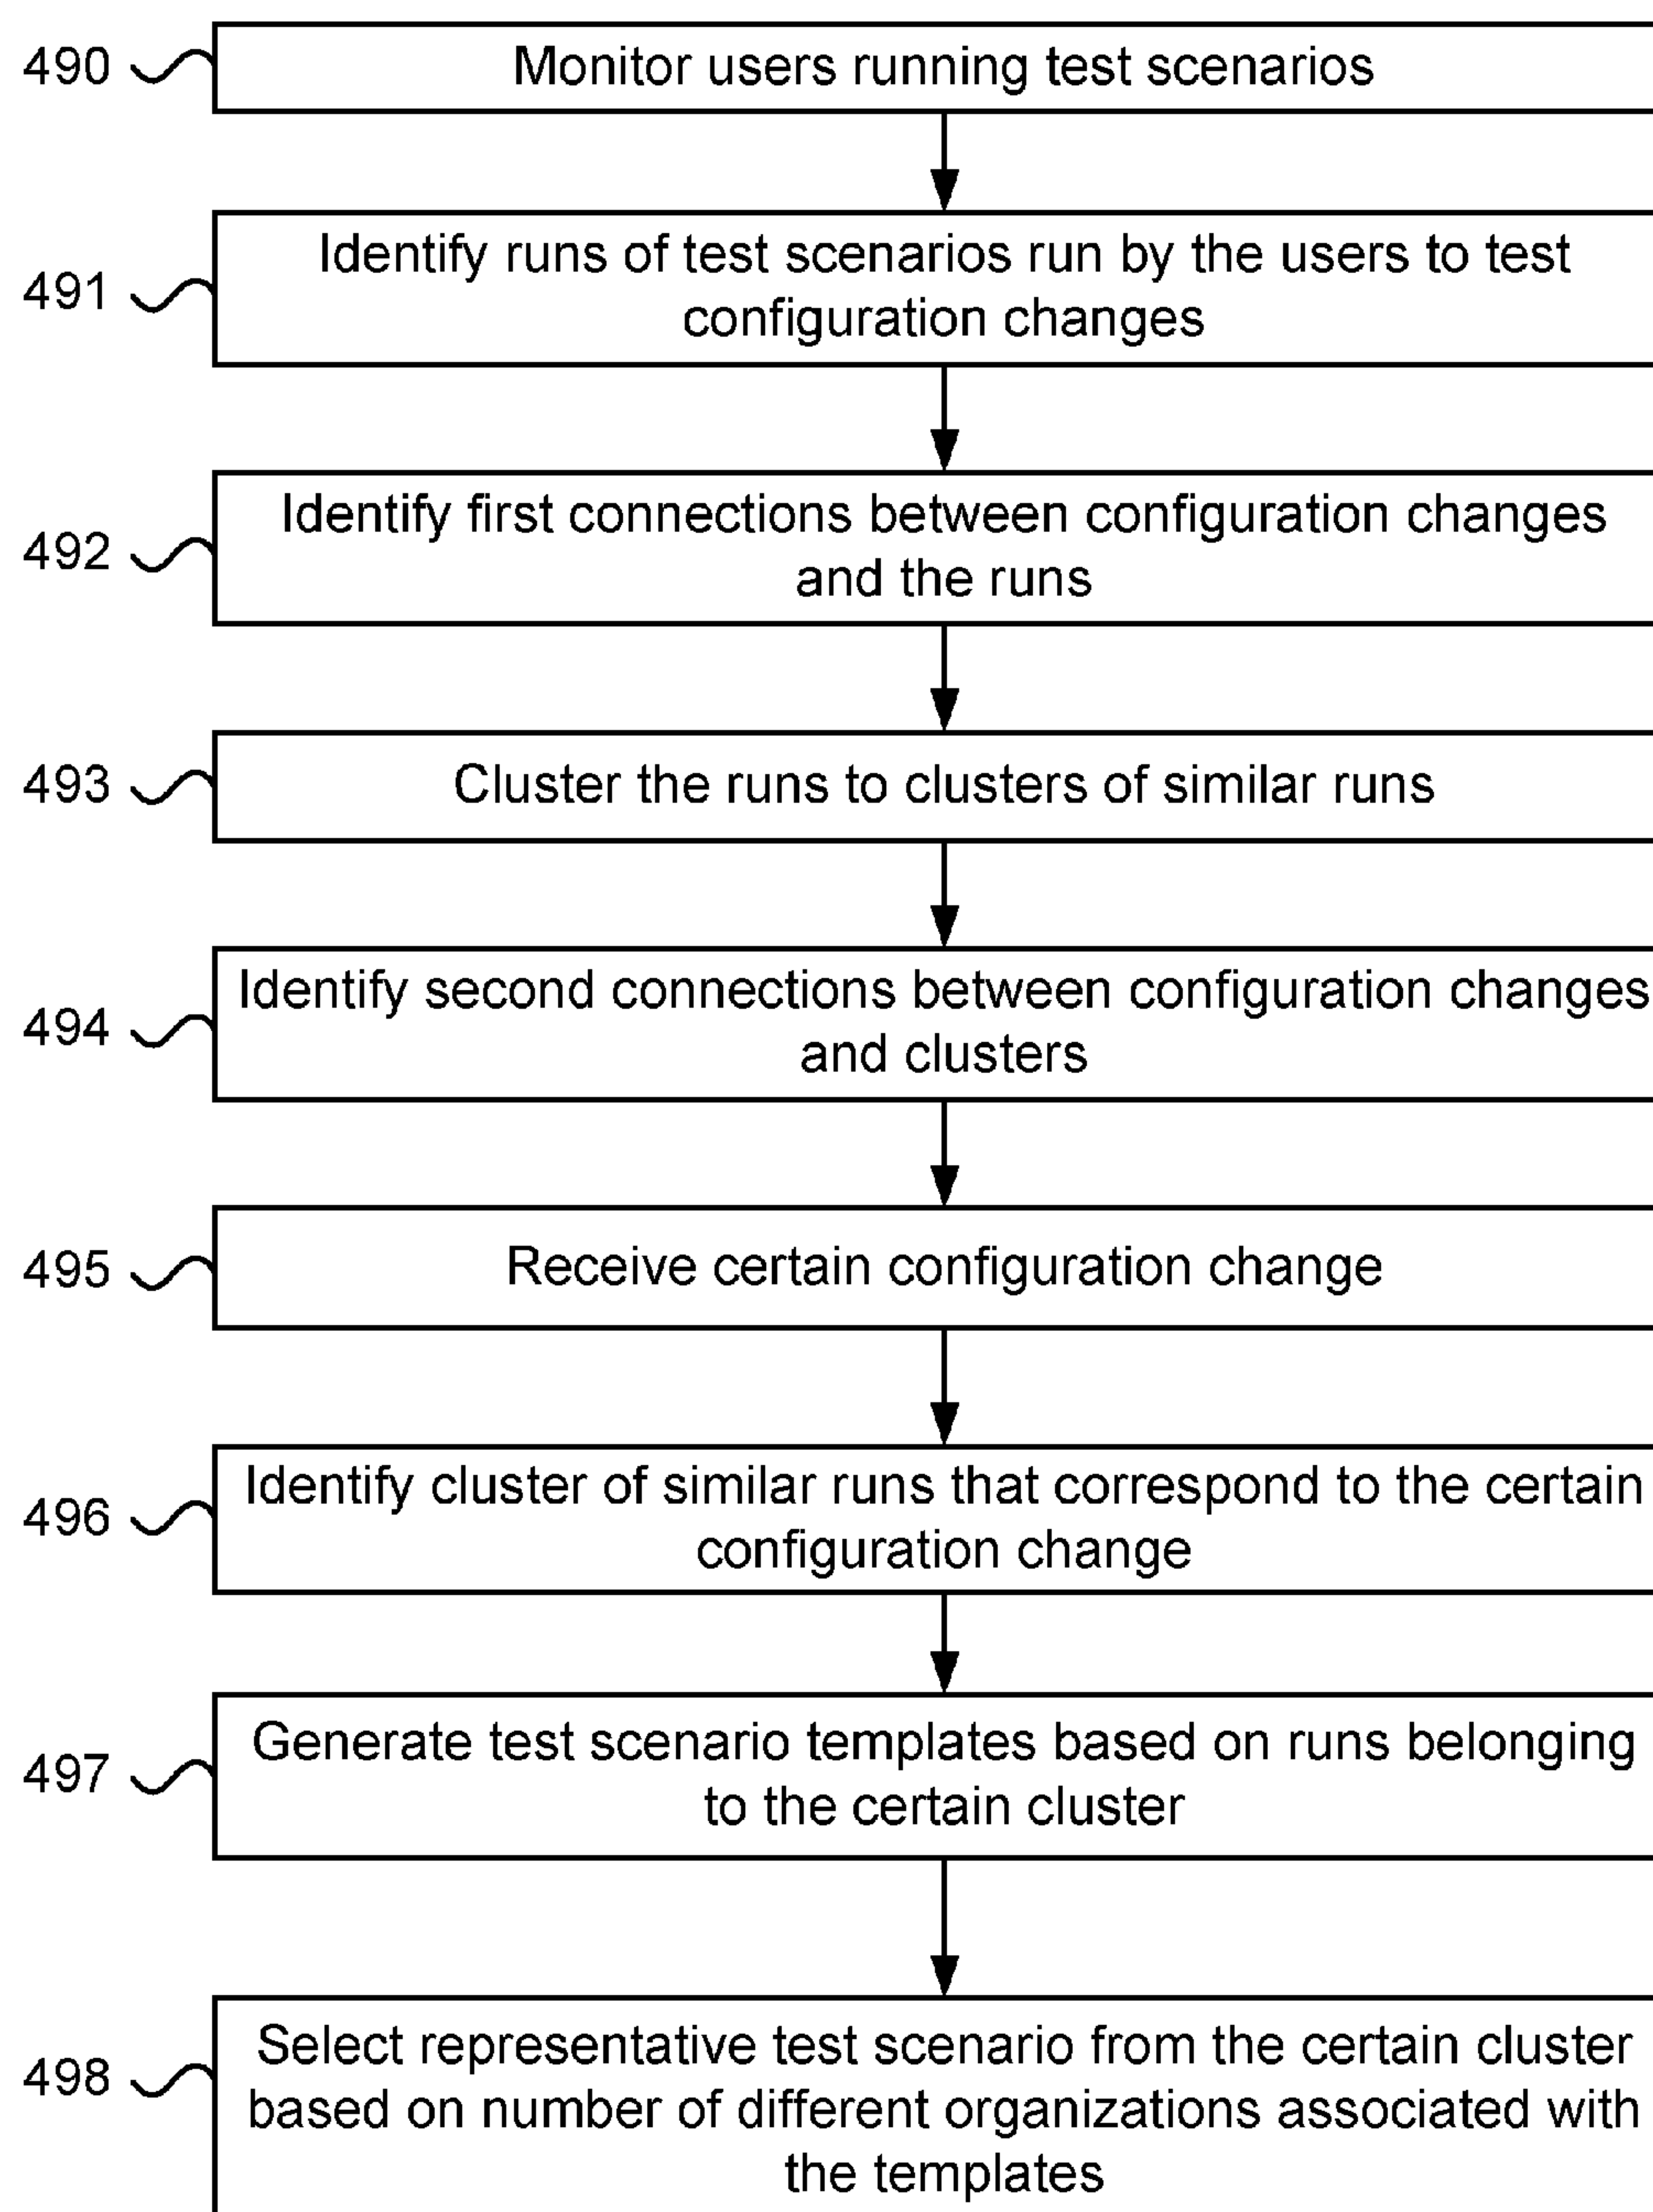 490
Monitor users running test scenarios
491
Identify runs of test scenarios run by the users to test
configuration changes
492
Identify first connections between configuration changes
and the runs
493
Cluster the runs to clusters of similar runs
494
Identify second connections between configuration changes
and clusters
495
Receive certain configuration change
496
Identify cluster of similar runs that correspond to the certain
configuration change
497
Generate test scenario templates based on runs belonging
to the certain cluster
498
Select representative test scenario from the certain cluster
based on number of different organizations associated with
the templates